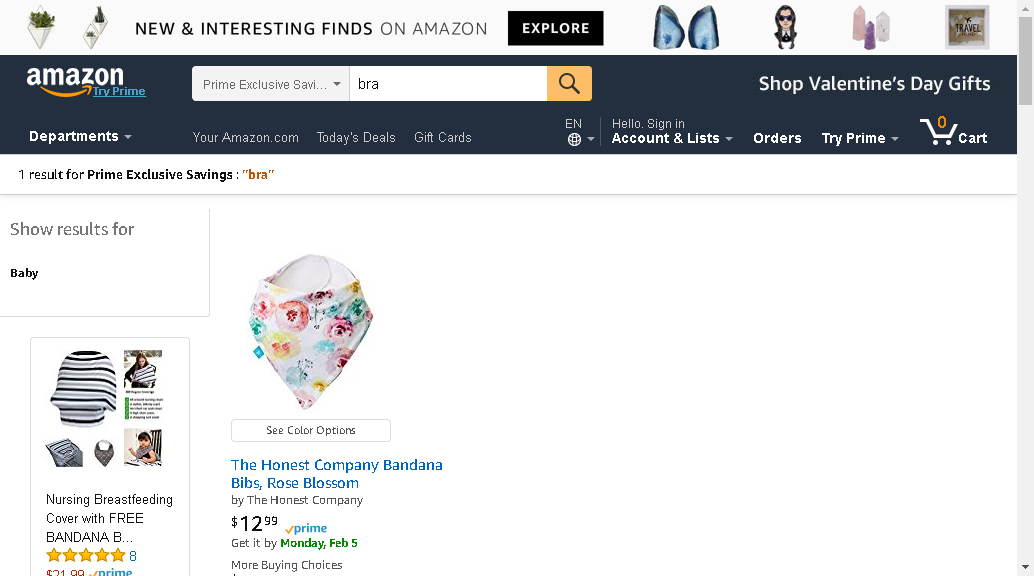 NEW & INTERESTING FINDS ON AMAZON
EXPLORE
TRAVEL
amazon
Try Prime
Prime Exclusive Savi...
bra
Shop Valentine's Day Gifts
Departments
Your Amazon.com
Today's Deals
Gift Cards
EN
Hello. Sign in
Account & Lists
Orders
Try Prime
0
Cart
1 result for Prime Exclusive Savings : "bra"
Show results for
Baby
Nursing Breastfeeding
Cover with FREE
BANDANA B...
8
$21.99 prime
See Color Options
The Honest Company Bandana
Bibs, Rose Blossom
by The Honest Company
$12 99 prime
Get it by Monday, Feb 5
More Buying Choices